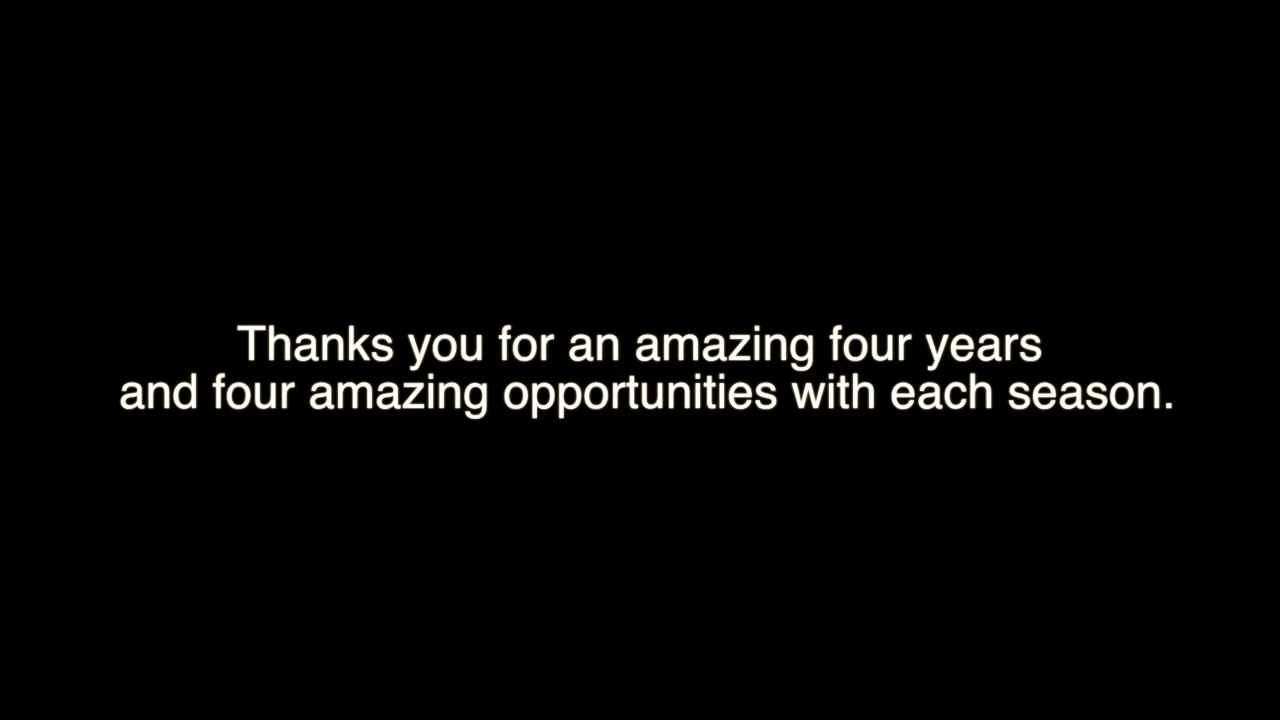 Thanks you for an amazing four years
and four amazing opportunities with each season.